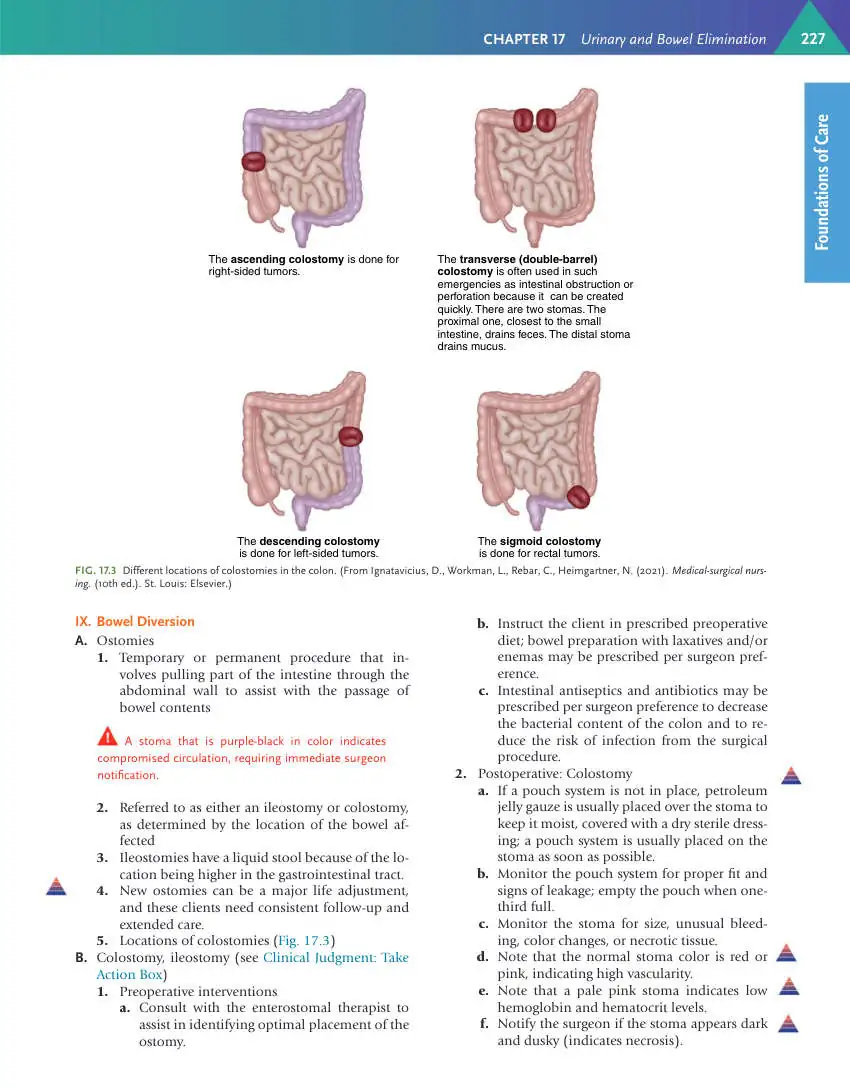 CHAPTER 17 Urinary and Bowel Elimination 227
Foundations of Care
The ascending colostomy is done for
right-sided tumors.
The transverse (double-barrel)
colostomy is often used in such
emergencies as intestinal obstruction or
perforation because it can be created
quickly. There are two stomas. The
proximal one, closest to the small
intestine, drains feces. The distal stoma
drains mucus.
The descending colostomy
is done for left-sided tumors.
The sigmoid colostomy
is done for rectal tumors.
FIG. 17.3 Different locations of colostomies in the colon. (From Ignatavicius, D., Workman, L., Rebar, C., Heimgartner, N. (2021). Medical-surgical nurs-
ing. (10th ed.). St. Louis: Elsevier.)
IX. Bowel Diversion
A. Ostomies
1. Temporary or permanent procedure that in-
volves pulling part of the intestine through the
abdominal wall to assist with the passage of
bowel contents
A stoma that is purple-black in color indicates
compromised circulation, requiring immediate surgeon
notification.
2. Referred to as either an ileostomy or colostomy,
as determined by the location of the bowel af-
fected
3. Ileostomies have a liquid stool because of the lo-
cation being higher in the gastrointestinal tract.
4. New ostomies can be a major life adjustment,
and these clients need consistent follow-up and
extended care.
5. Locations of colostomies (Fig. 17.3)
B. Colostomy, ileostomy (see Clinical Judgment: Take
Action Box)
1. Preoperative interventions
a. Consult with the enterostomal therapist to
assist in identifying optimal placement of the
ostomy.
b. Instruct the client in prescribed preoperative
diet; bowel preparation with laxatives and/or
enemas may be prescribed per surgeon pref-
erence.
c. Intestinal antiseptics and antibiotics may be
prescribed per surgeon preference to decrease
the bacterial content of the colon and to re-
duce the risk of infection from the surgical
procedure.
2. Postoperative: Colostomy
a. If a pouch system is not in place, petroleum
jelly gauze is usually placed over the stoma to
keep it moist, covered with a dry sterile dress-
ing; a pouch system is usually placed on the
stoma as soon as possible.
b. Monitor the pouch system for proper fit and
signs of leakage; empty the pouch when one-
third full.
c. Monitor the stoma for size, unusual bleed-
ing, color changes, or necrotic tissue.
d. Note that the normal stoma color is red or
pink, indicating high vascularity.
e. Note that a pale pink stoma indicates low
hemoglobin and hematocrit levels.
f. Notify the surgeon if the stoma appears dark
and dusky (indicates necrosis).